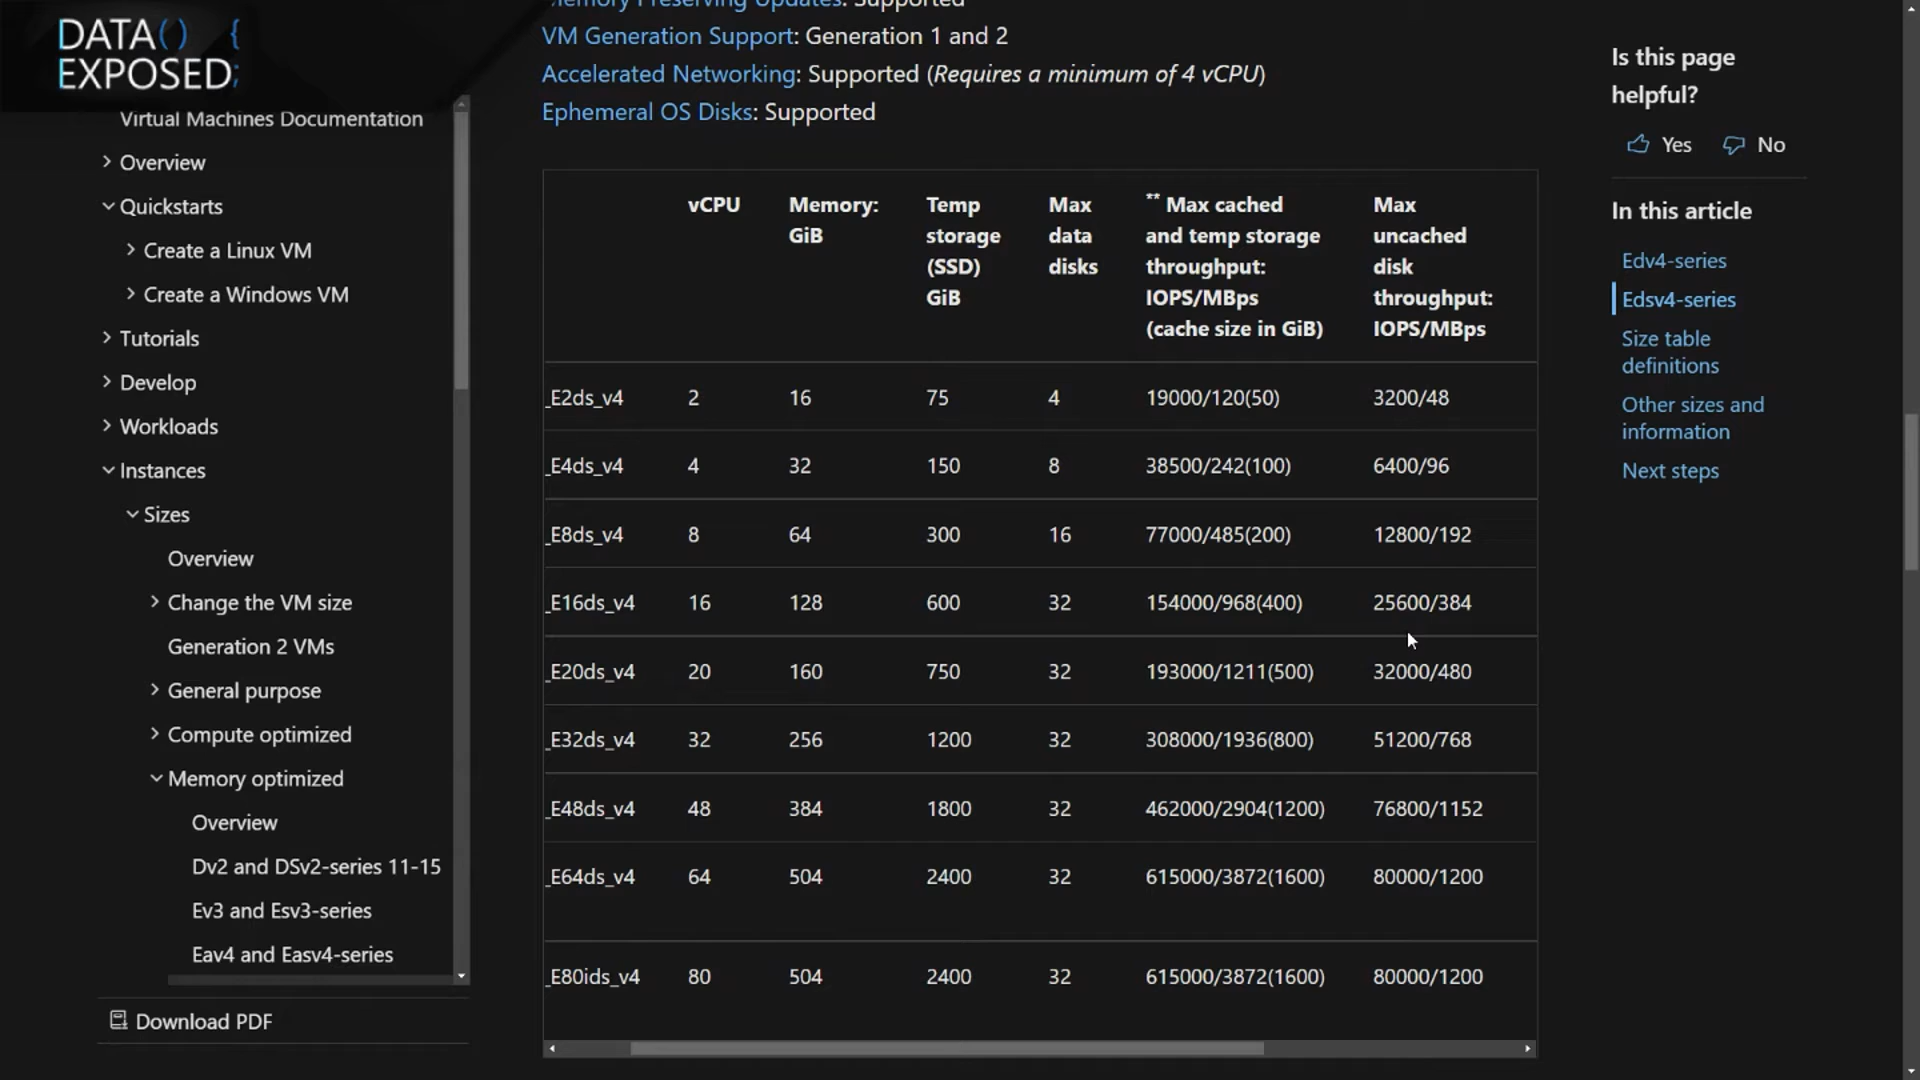 DATA() {
EXPOSED;
Virtual Machines Documentation
Overview
Quickstarts
Create a Linux VM
Create a Windows VM
Tutorials
Develop
Workloads
Instances
Sizes
Overview
Change the VM size
Generation 2 VMs
General purpose
Compute optimized
Memory optimized
Overview
Dv2 and DSv2-series 11-15
Ev3 and Esv3-series
Eav4 and Easv4-series
Download PDF
Memory Preserving Updates: Supported
VM Generation Support: Generation 1 and 2
Accelerated Networking: Supported (Requires a minimum of 4 vCPU)
Ephemeral OS Disks: Supported
vCPU Memory: Temp Max ** Max cached Max
GiB storage data and temp storage uncached
(SSD) disks throughput: disk
GiB IOPS/MBps throughput:
(cache size in GiB) IOPS/MBps
_E2ds_v4 2 16 75 4 19000/120(50) 3200/48
_E4ds_v4 4 32 150 8 38500/242(100) 6400/96
_E8ds_v4 8 64 300 16 77000/485(200) 12800/192
_E16ds_v4 16 128 600 32 154000/968(400) 25600/384
_E20ds_v4 20 160 750 32 193000/1211(500) 32000/480
_E32ds_v4 32 256 1200 32 308000/1936(800) 51200/768
_E48ds_v4 48 384 1800 32 462000/2904(1200) 76800/1152
_E64ds_v4 64 504 2400 32 615000/3872(1600) 80000/1200
_E80ids_v4 80 504 2400 32 615000/3872(1600) 80000/1200
Is this page
helpful?
Yes No
In this article
Edv4-series
Edsv4-series
Size table
definitions
Other sizes and
information
Next steps